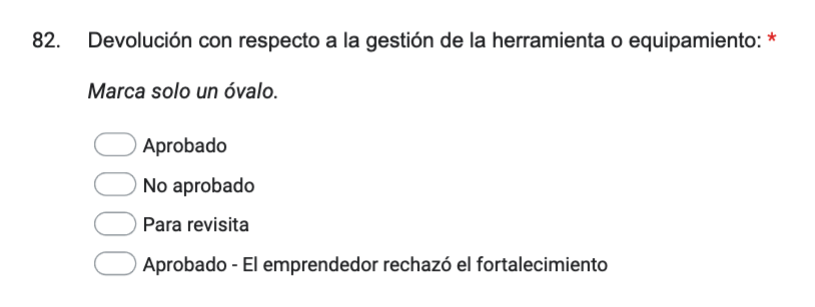 82. Devolución con respecto a la gestión de la herramienta o equipamiento: *
Marca solo un óvalo.
Aprobado
No aprobado
Para revisita
Aprobado - El emprendedor rechazó el fortalecimiento